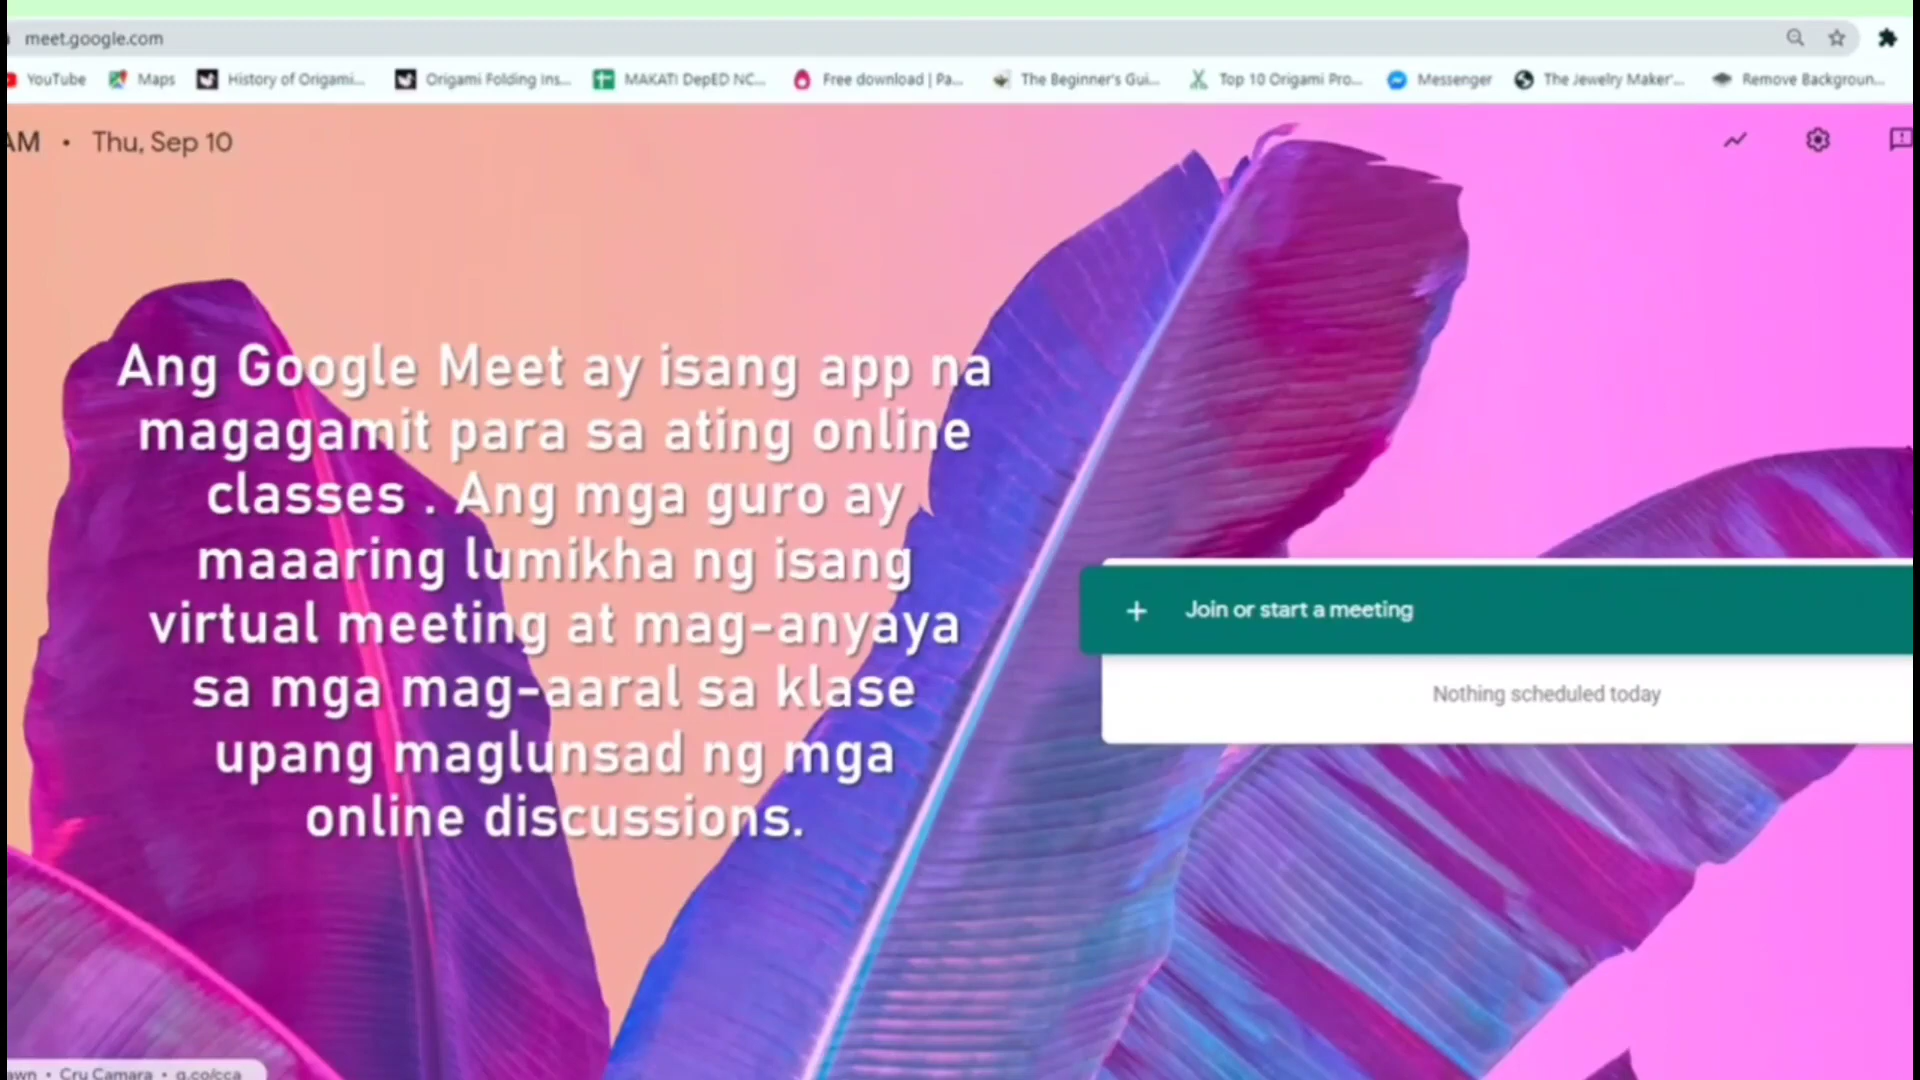 meet.google.com
YouTube Maps History of Origami... Origami Folding Ins... MAKATI DepED NC... Free download | Pa... The Beginner's Gui... Top 10 Origami Pro... Messenger The Jewelry Maker'... Remove Backgroun...
AM • Thu, Sep 10
Ang Google Meet ay isang app na
magagamit para sa ating online
classes . Ang mga guro ay
maaaring lumikha ng isang
virtual meeting at mag-anyaya
sa mga mag-aaral sa klase
upang maglunsad ng mga
online discussions.
+ Join or start a meeting
Nothing scheduled today
awn • Cru Camara • g.co/cca